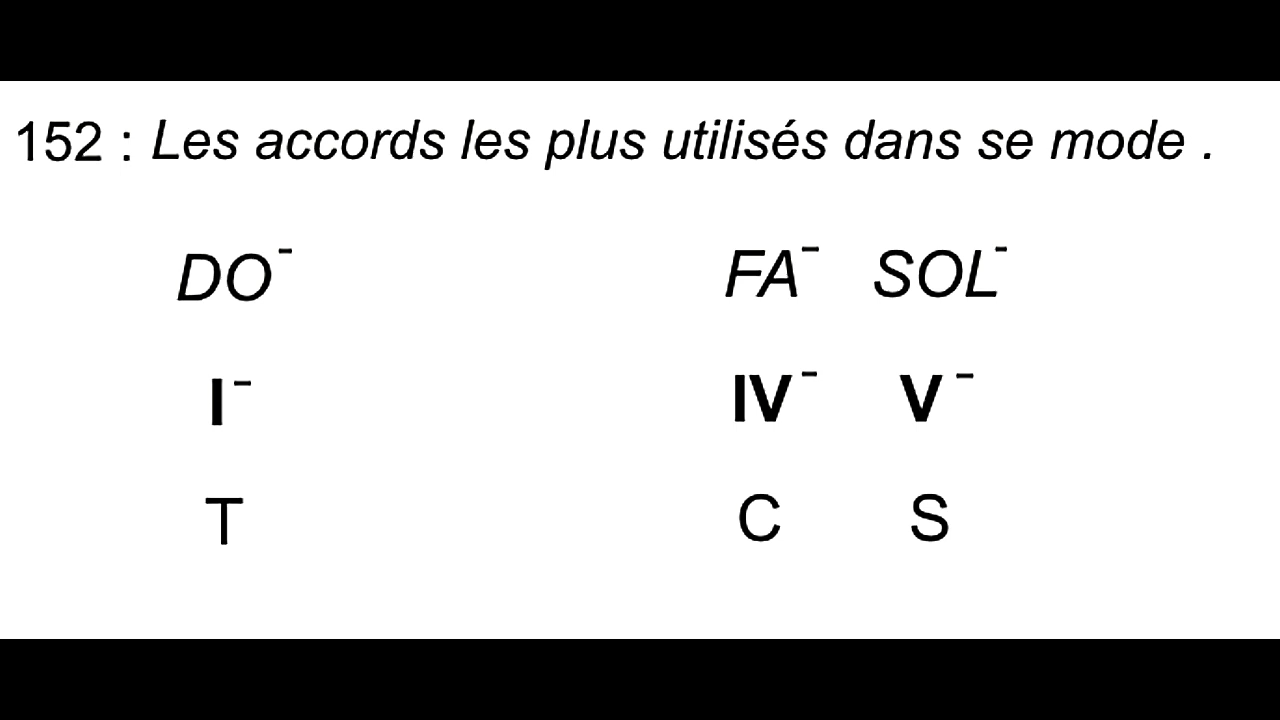 152 : Les accords les plus utilisés dans se mode .
DO⁻ FA⁻ SOL⁻
I⁻ IV⁻ V⁻
T C S